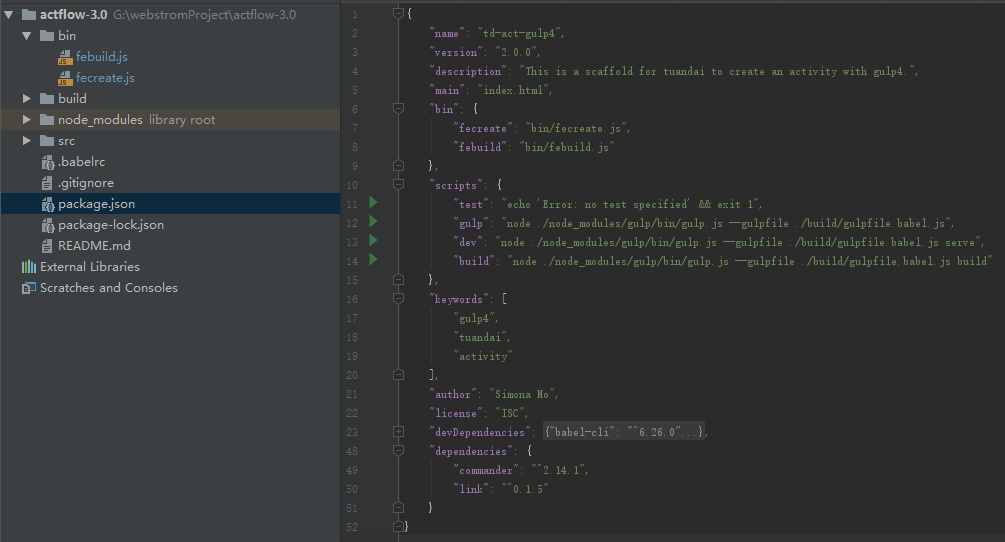 actflow-3.0 G:\webstromProject\actflow-3.0
bin
febuild.js
fecreate.js
build
node_modules library root
src
.babelrc
.gitignore
package.json
package-lock.json
README.md
External Libraries
Scratches and Consoles
1 {
2 "name": "td-act-gulp4",
3 "version": "2.0.0",
4 "description": "This is a scaffold for tuandai to create an activity with gulp4.",
5 "main": "index.html",
6 "bin": {
7 "fecreate": "bin/fecreate.js",
8 "febuild": "bin/febuild.js"
9 },
10 "scripts": {
11 "test": "echo 'Error: no test specified' && exit 1",
12 "gulp": "node ./node_modules/gulp/bin/gulp.js --gulpfile ./build/gulpfile.babel.js",
13 "dev": "node ./node_modules/gulp/bin/gulp.js --gulpfile ./build/gulpfile.babel.js serve",
14 "build": "node ./node_modules/gulp/bin/gulp.js --gulpfile ./build/gulpfile.babel.js build"
15 },
16 "keywords": [
17 "gulp4",
18 "tuandai",
19 "activity"
20 ],
21 "author": "Simona Mo",
22 "license": "ISC",
23 "devDependencies": {"babel-cli": "^6.26.0"...},
48 "dependencies": {
49 "commander": "^2.14.1",
50 "link": "^0.1.5"
51 }
52 }